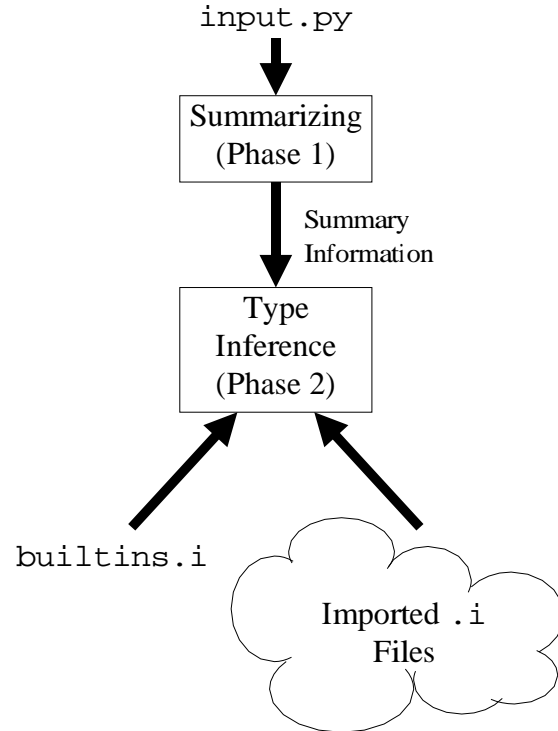 input.py
Summarizing
(Phase 1)
Summary
Information
Type
Inference
(Phase 2)
builtins.i
Imported .i
Files